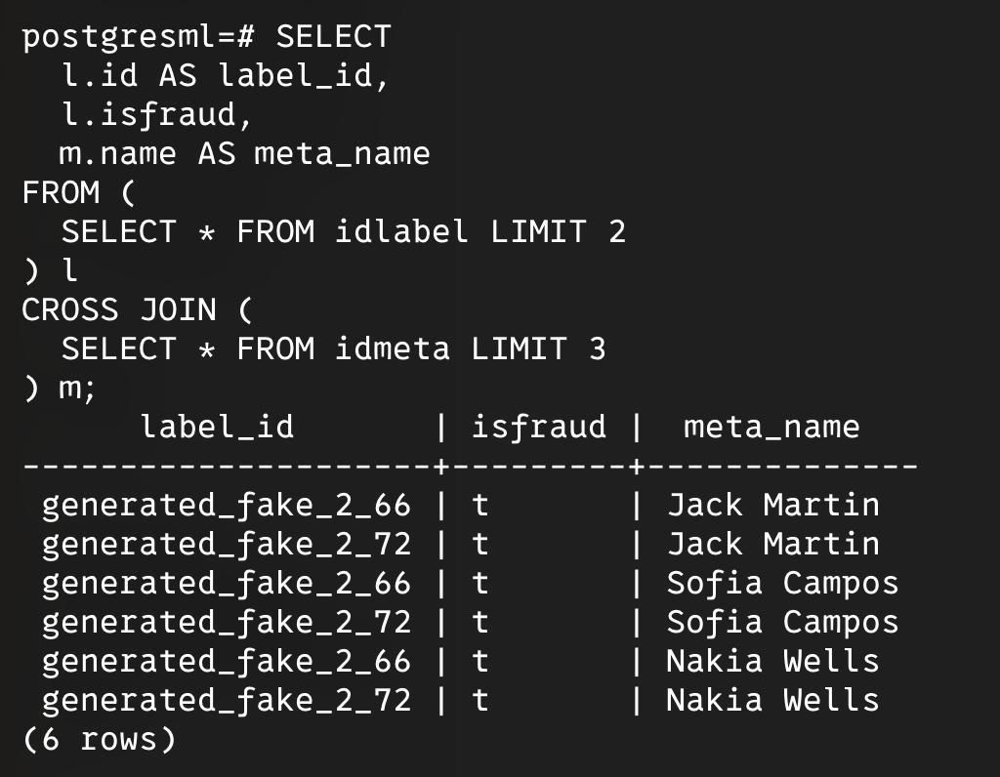 postgresml=# SELECT
  l.id AS label_id,
  l.isfraud,
  m.name AS meta_name
FROM (
  SELECT * FROM idlabel LIMIT 2
) l
CROSS JOIN (
  SELECT * FROM idmeta LIMIT 3
) m;
      label_id       | isfraud |  meta_name
---------------------+---------+--------------
 generated_fake_2_66 | t       | Jack Martin
 generated_fake_2_72 | t       | Jack Martin
 generated_fake_2_66 | t       | Sofia Campos
 generated_fake_2_72 | t       | Sofia Campos
 generated_fake_2_66 | t       | Nakia Wells
 generated_fake_2_72 | t       | Nakia Wells
(6 rows)